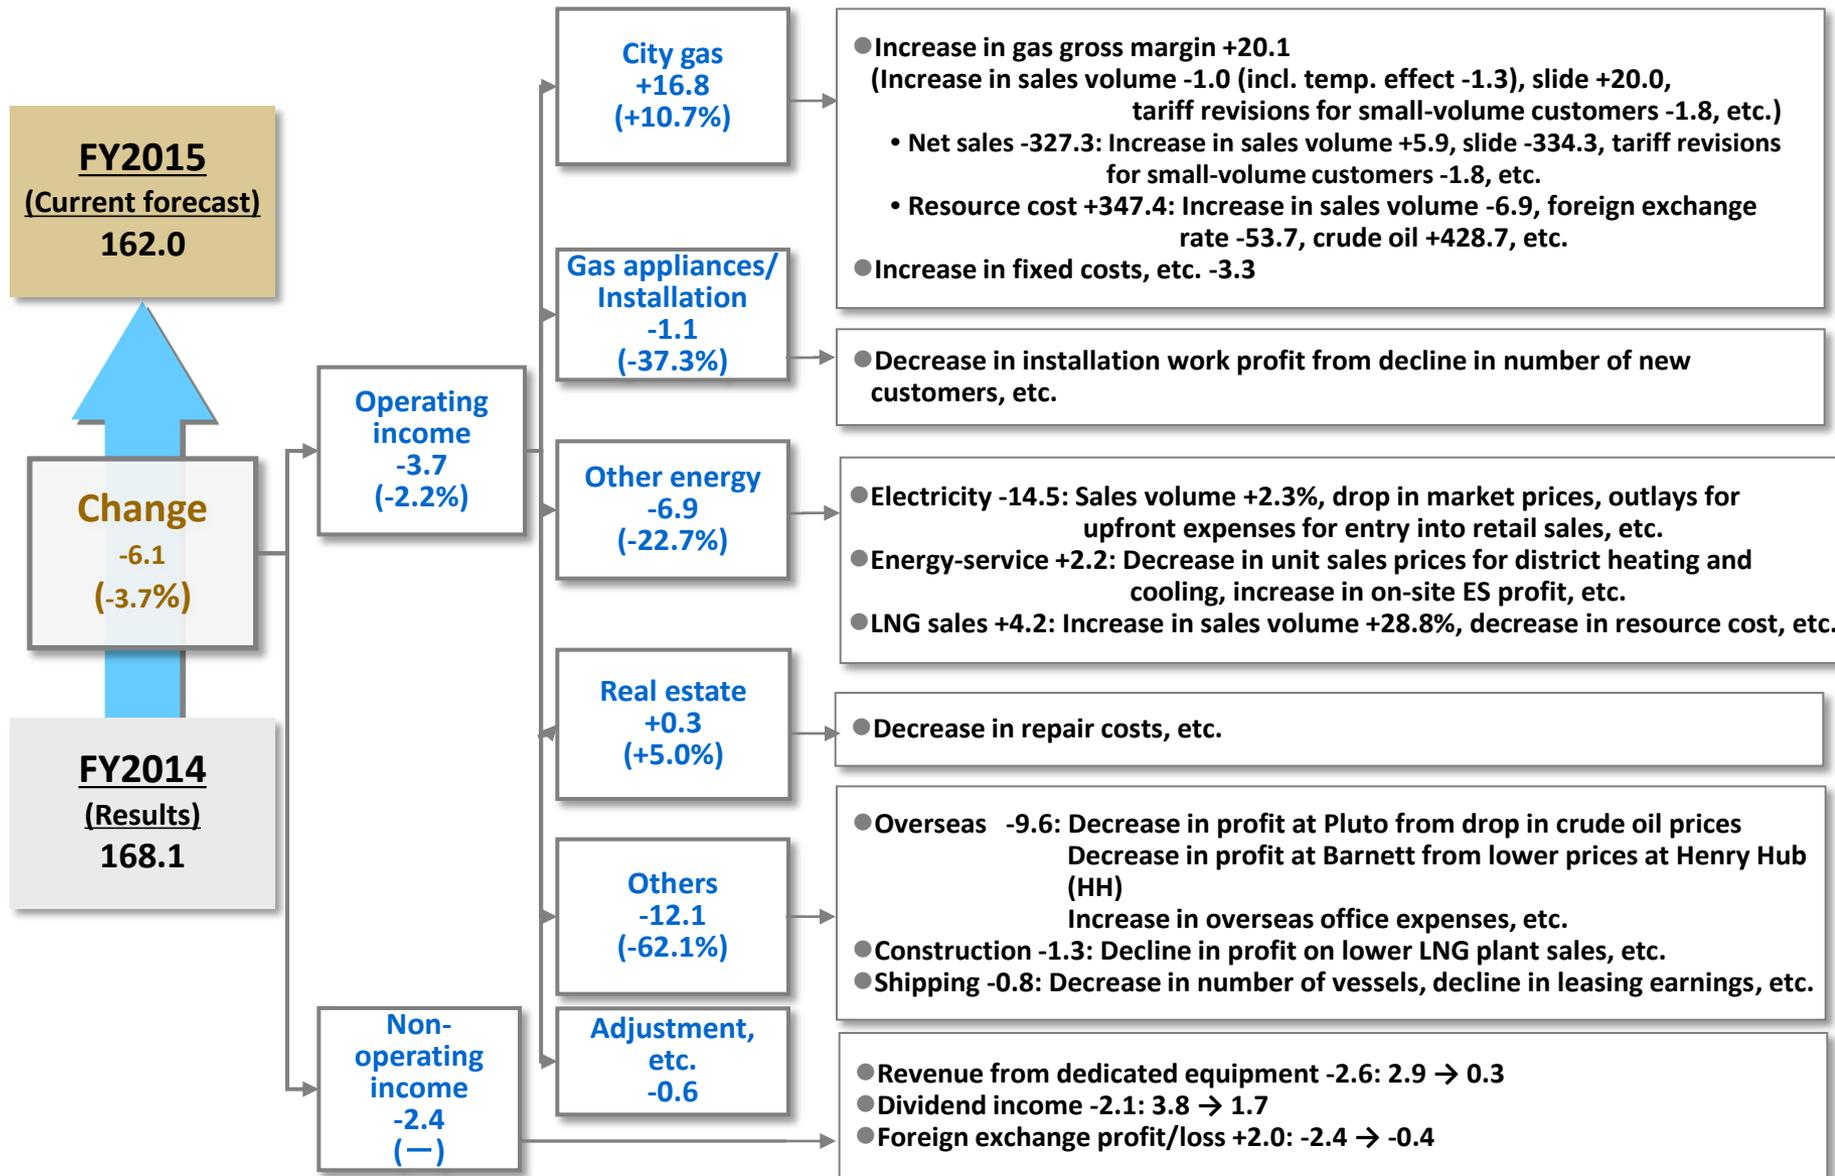 FY2015
(Current forecast)
162.0
Change
-6.1
(-3.7%)
FY2014
(Results)
168.1
Operating
income
-3.7
(-2.2%)
Non-
operating
income
-2.4
(—)
City gas
+16.8
(+10.7%)
●Increase in gas gross margin +20.1
(Increase in sales volume -1.0 (incl. temp. effect -1.3), slide +20.0,
tariff revisions for small-volume customers -1.8, etc.)
• Net sales -327.3: Increase in sales volume +5.9, slide -334.3, tariff revisions
for small-volume customers -1.8, etc.
• Resource cost +347.4: Increase in sales volume -6.9, foreign exchange
rate -53.7, crude oil +428.7, etc.
●Increase in fixed costs, etc. -3.3
Gas appliances/
Installation
-1.1
(-37.3%)
●Decrease in installation work profit from decline in number of new
customers, etc.
Other energy
-6.9
(-22.7%)
●Electricity -14.5: Sales volume +2.3%, drop in market prices, outlays for
upfront expenses for entry into retail sales, etc.
●Energy-service +2.2: Decrease in unit sales prices for district heating and
cooling, increase in on-site ES profit, etc.
●LNG sales +4.2: Increase in sales volume +28.8%, decrease in resource cost, etc.
Real estate
+0.3
(+5.0%)
●Decrease in repair costs, etc.
Others
-12.1
(-62.1%)
●Overseas -9.6: Decrease in profit at Pluto from drop in crude oil prices
Decrease in profit at Barnett from lower prices at Henry Hub
(HH)
Increase in overseas office expenses, etc.
●Construction -1.3: Decline in profit on lower LNG plant sales, etc.
●Shipping -0.8: Decrease in number of vessels, decline in leasing earnings, etc.
Adjustment,
etc.
-0.6
●Revenue from dedicated equipment -2.6: 2.9 → 0.3
●Dividend income -2.1: 3.8 → 1.7
●Foreign exchange profit/loss +2.0: -2.4 → -0.4